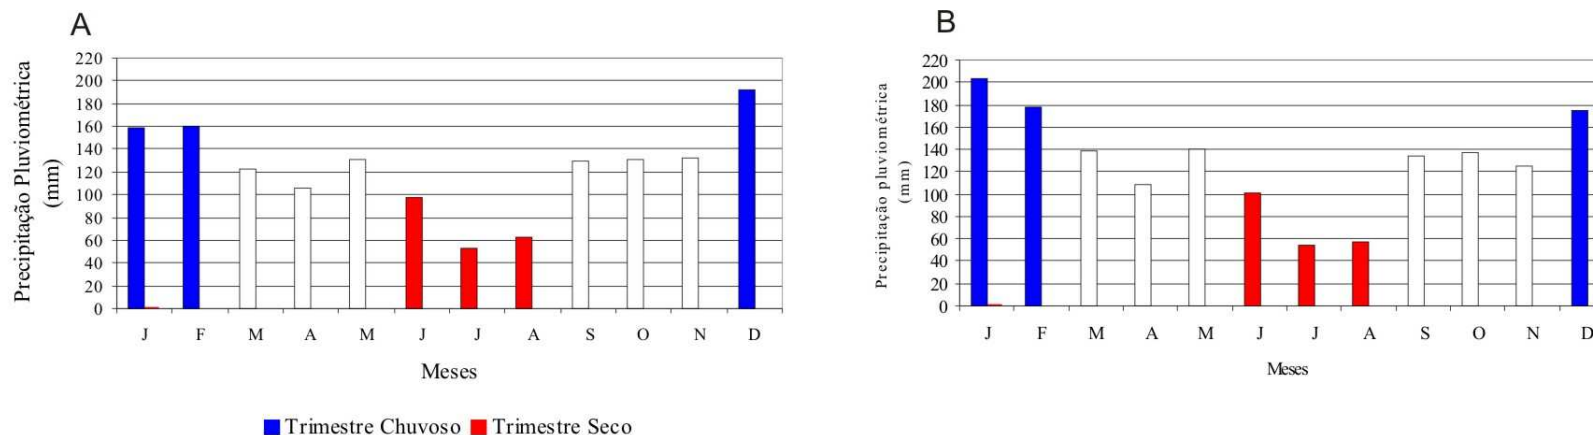 A
Precipitação Pluviométrica
(mm)
220
200
180
160
140
120
100
80
60
40
20
0
J F M A M J J A S O N D
Meses
Trimestre Chuvoso Trimestre Seco
B
Precipitação pluviométrica
(mm)
220
200
180
160
140
120
100
80
60
40
20
0
J F M A M J J A S O N D
Meses